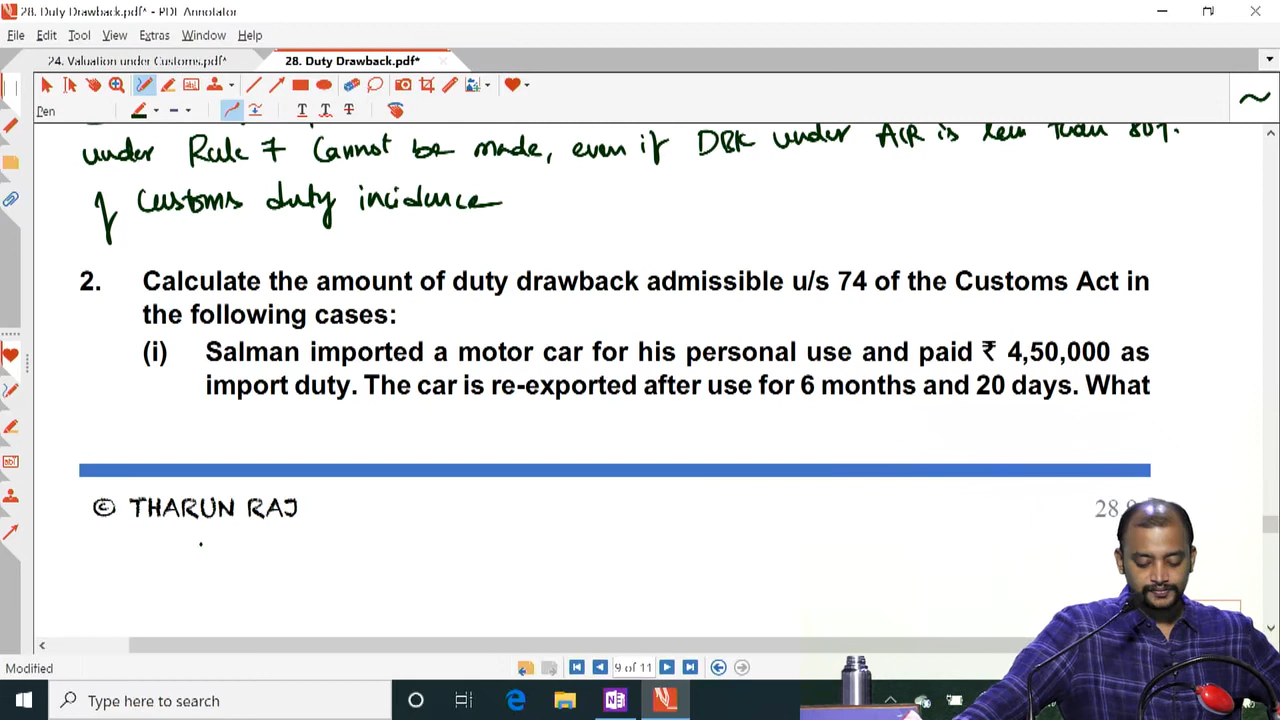 28. Duty Drawback.pdf* - PDF Annotator
File Edit Tool View Extras Window Help
24. Valuation under Customs.pdf* 28. Duty Drawback.pdf*
Pen
under Rule 7 Cannot be made, even if DBK under AIR is less than 80%
of Customs duty incidence
2. Calculate the amount of duty drawback admissible u/s 74 of the Customs Act in
the following cases:
(i) Salman imported a motor car for his personal use and paid ₹ 4,50,000 as
import duty. The car is re-exported after use for 6 months and 20 days. What
© THARUN RAJ
28.9
Modified
9 of 11
Type here to search